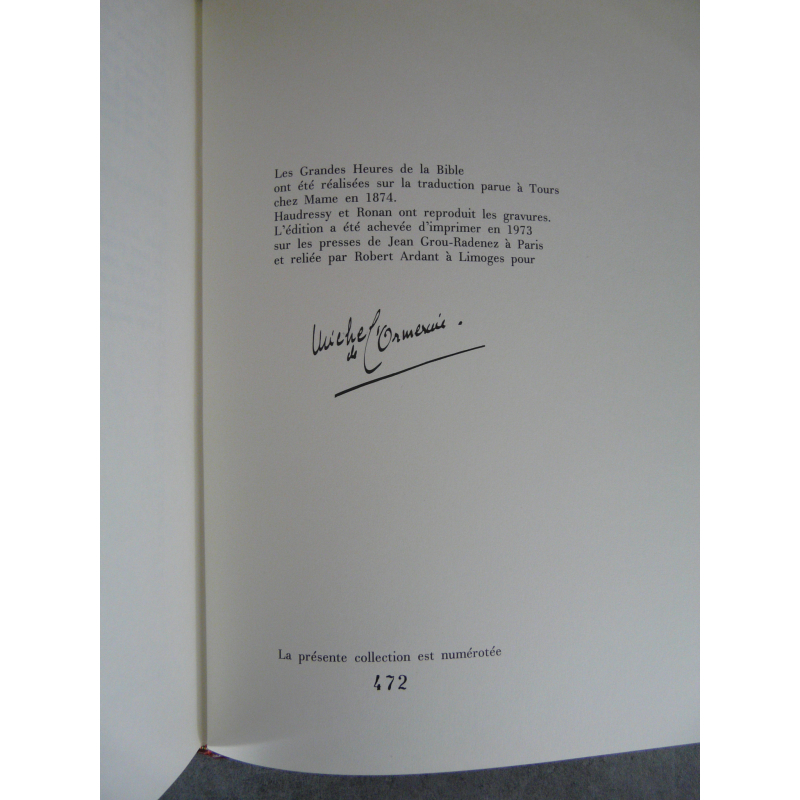 Les Grandes Heures de la Bible
ont été réalisées sur la traduction parue à Tours
chez Mame en 1874.
Haudressy et Ronan ont reproduit les gravures.
L'édition a été achevée d'imprimer en 1973
sur les presses de Jean Grou-Radenez à Paris
et reliée par Robert Ardant à Limoges pour
Michel
de L'Ormeraie.
La présente collection est numérotée
472